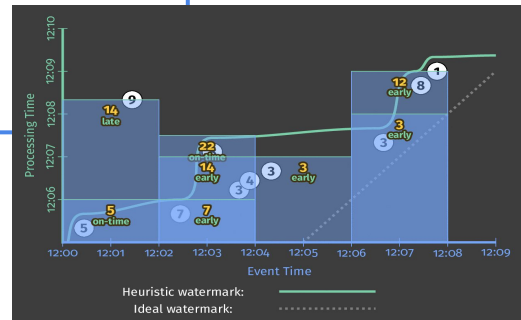 12:10
12:09
12:08
12:07
12:06
Processing Time
9
14
late
5
on-time
5
22
on-time
14
early
7
7
early
3
4
3
3
early
12
early
8
1
3
early
3
12:00 12:01 12:02 12:03 12:04 12:05 12:06 12:07 12:08 12:09
Event Time
Heuristic watermark:
Ideal watermark: